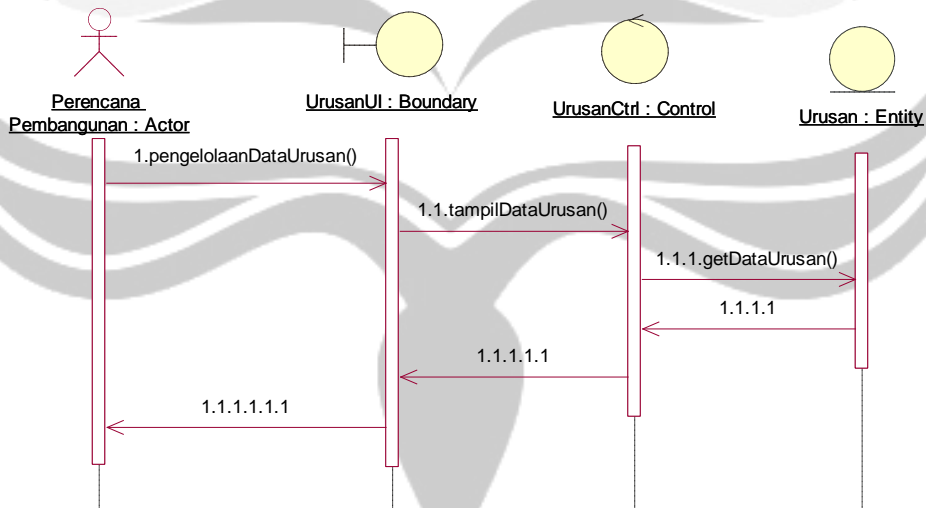 Perencana
Pembangunan : Actor
UrusanUI : Boundary
UrusanCtrl : Control
Urusan : Entity
1.pengelolaanDataUrusan()
1.1.tampilDataUrusan()
1.1.1.getDataUrusan()
1.1.1.1
1.1.1.1.1
1.1.1.1.1.1